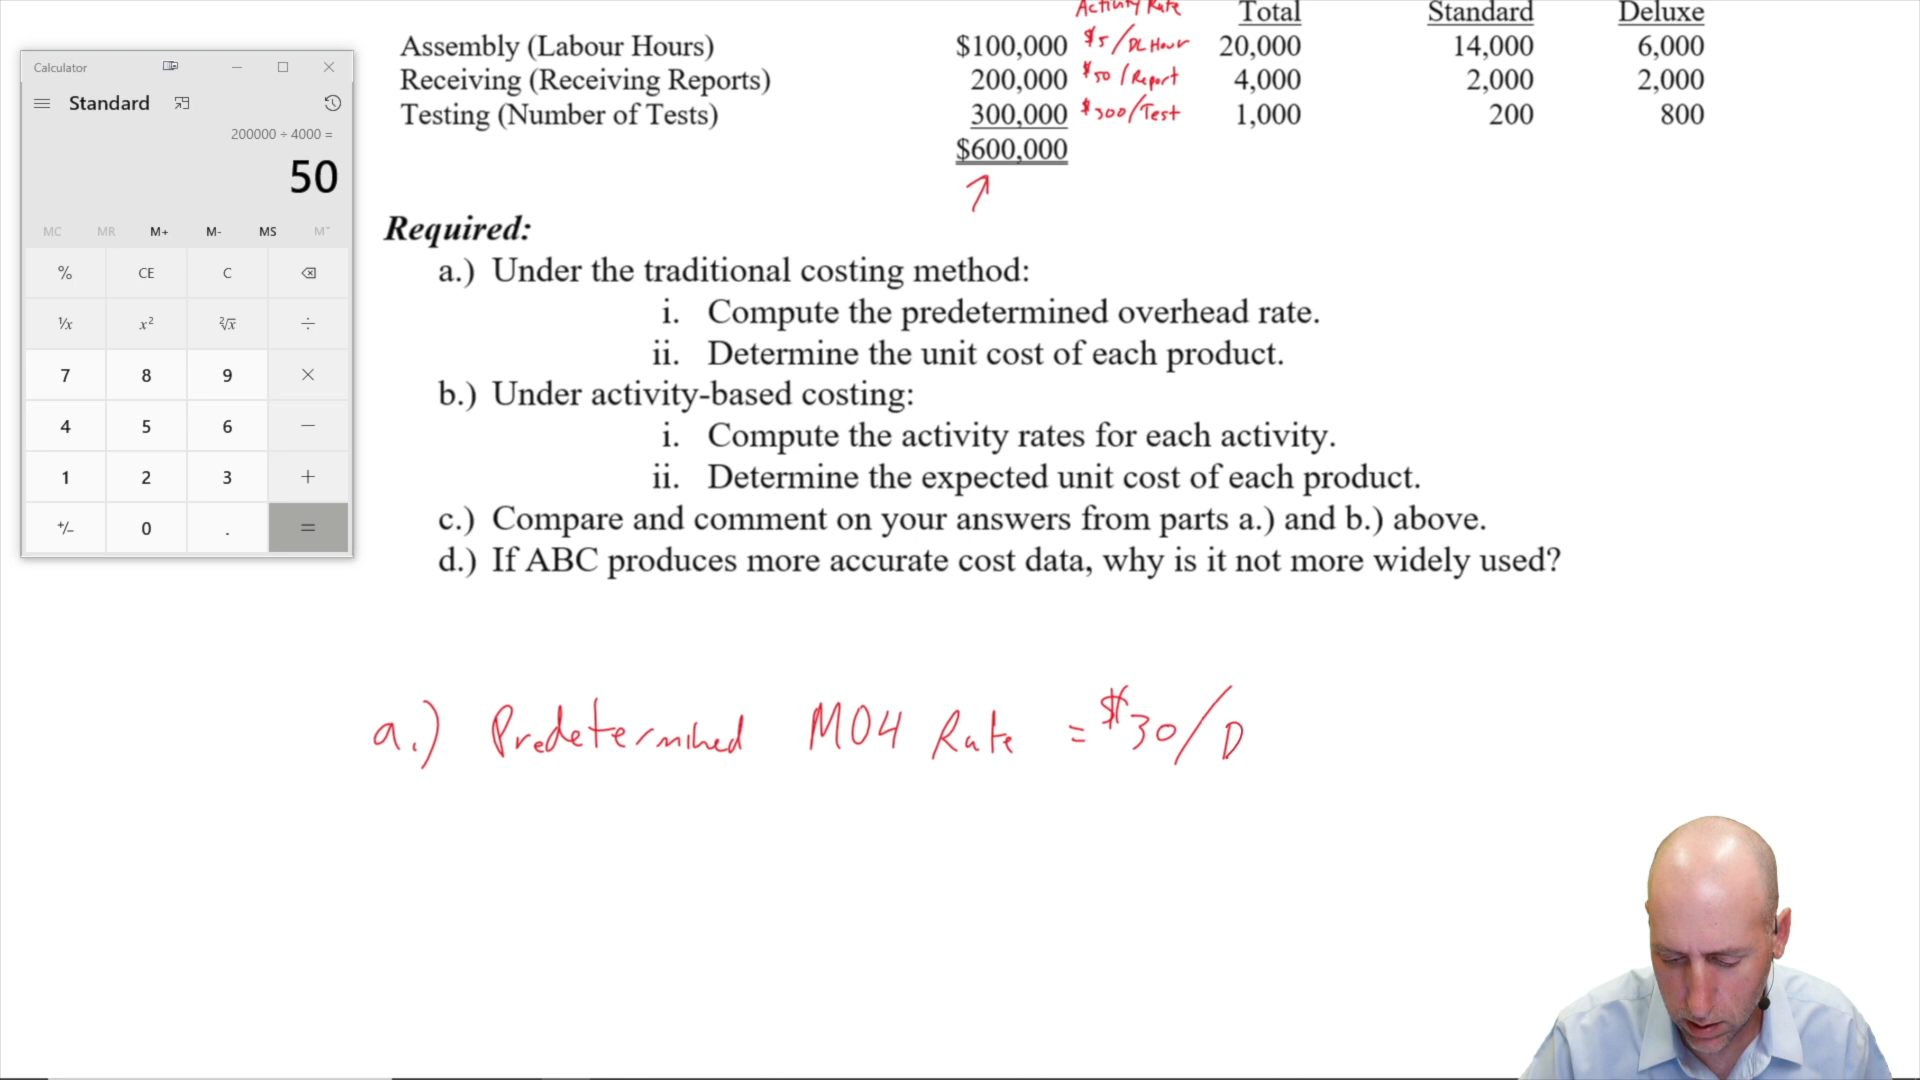 Activity Rate Total Standard Deluxe
Assembly (Labour Hours) $100,000 $5/DL Hour 20,000 14,000 6,000
Receiving (Receiving Reports) 200,000 $50/Report 4,000 2,000 2,000
Testing (Number of Tests) 300,000 $300/Test 1,000 200 800
$600,000
Calculator
Standard
200000 ÷ 4000 =
50
MC MR M+ M- MS M˅
% CE C
¹/x x² ²√x ÷
7 8 9 ×
4 5 6 −
1 2 3 +
+/− 0 . =
Required:
a.) Under the traditional costing method:
i. Compute the predetermined overhead rate.
ii. Determine the unit cost of each product.
b.) Under activity-based costing:
i. Compute the activity rates for each activity.
ii. Determine the expected unit cost of each product.
c.) Compare and comment on your answers from parts a.) and b.) above.
d.) If ABC produces more accurate cost data, why is it not more widely used?
a.) Predetermined MOH Rate = $30/D